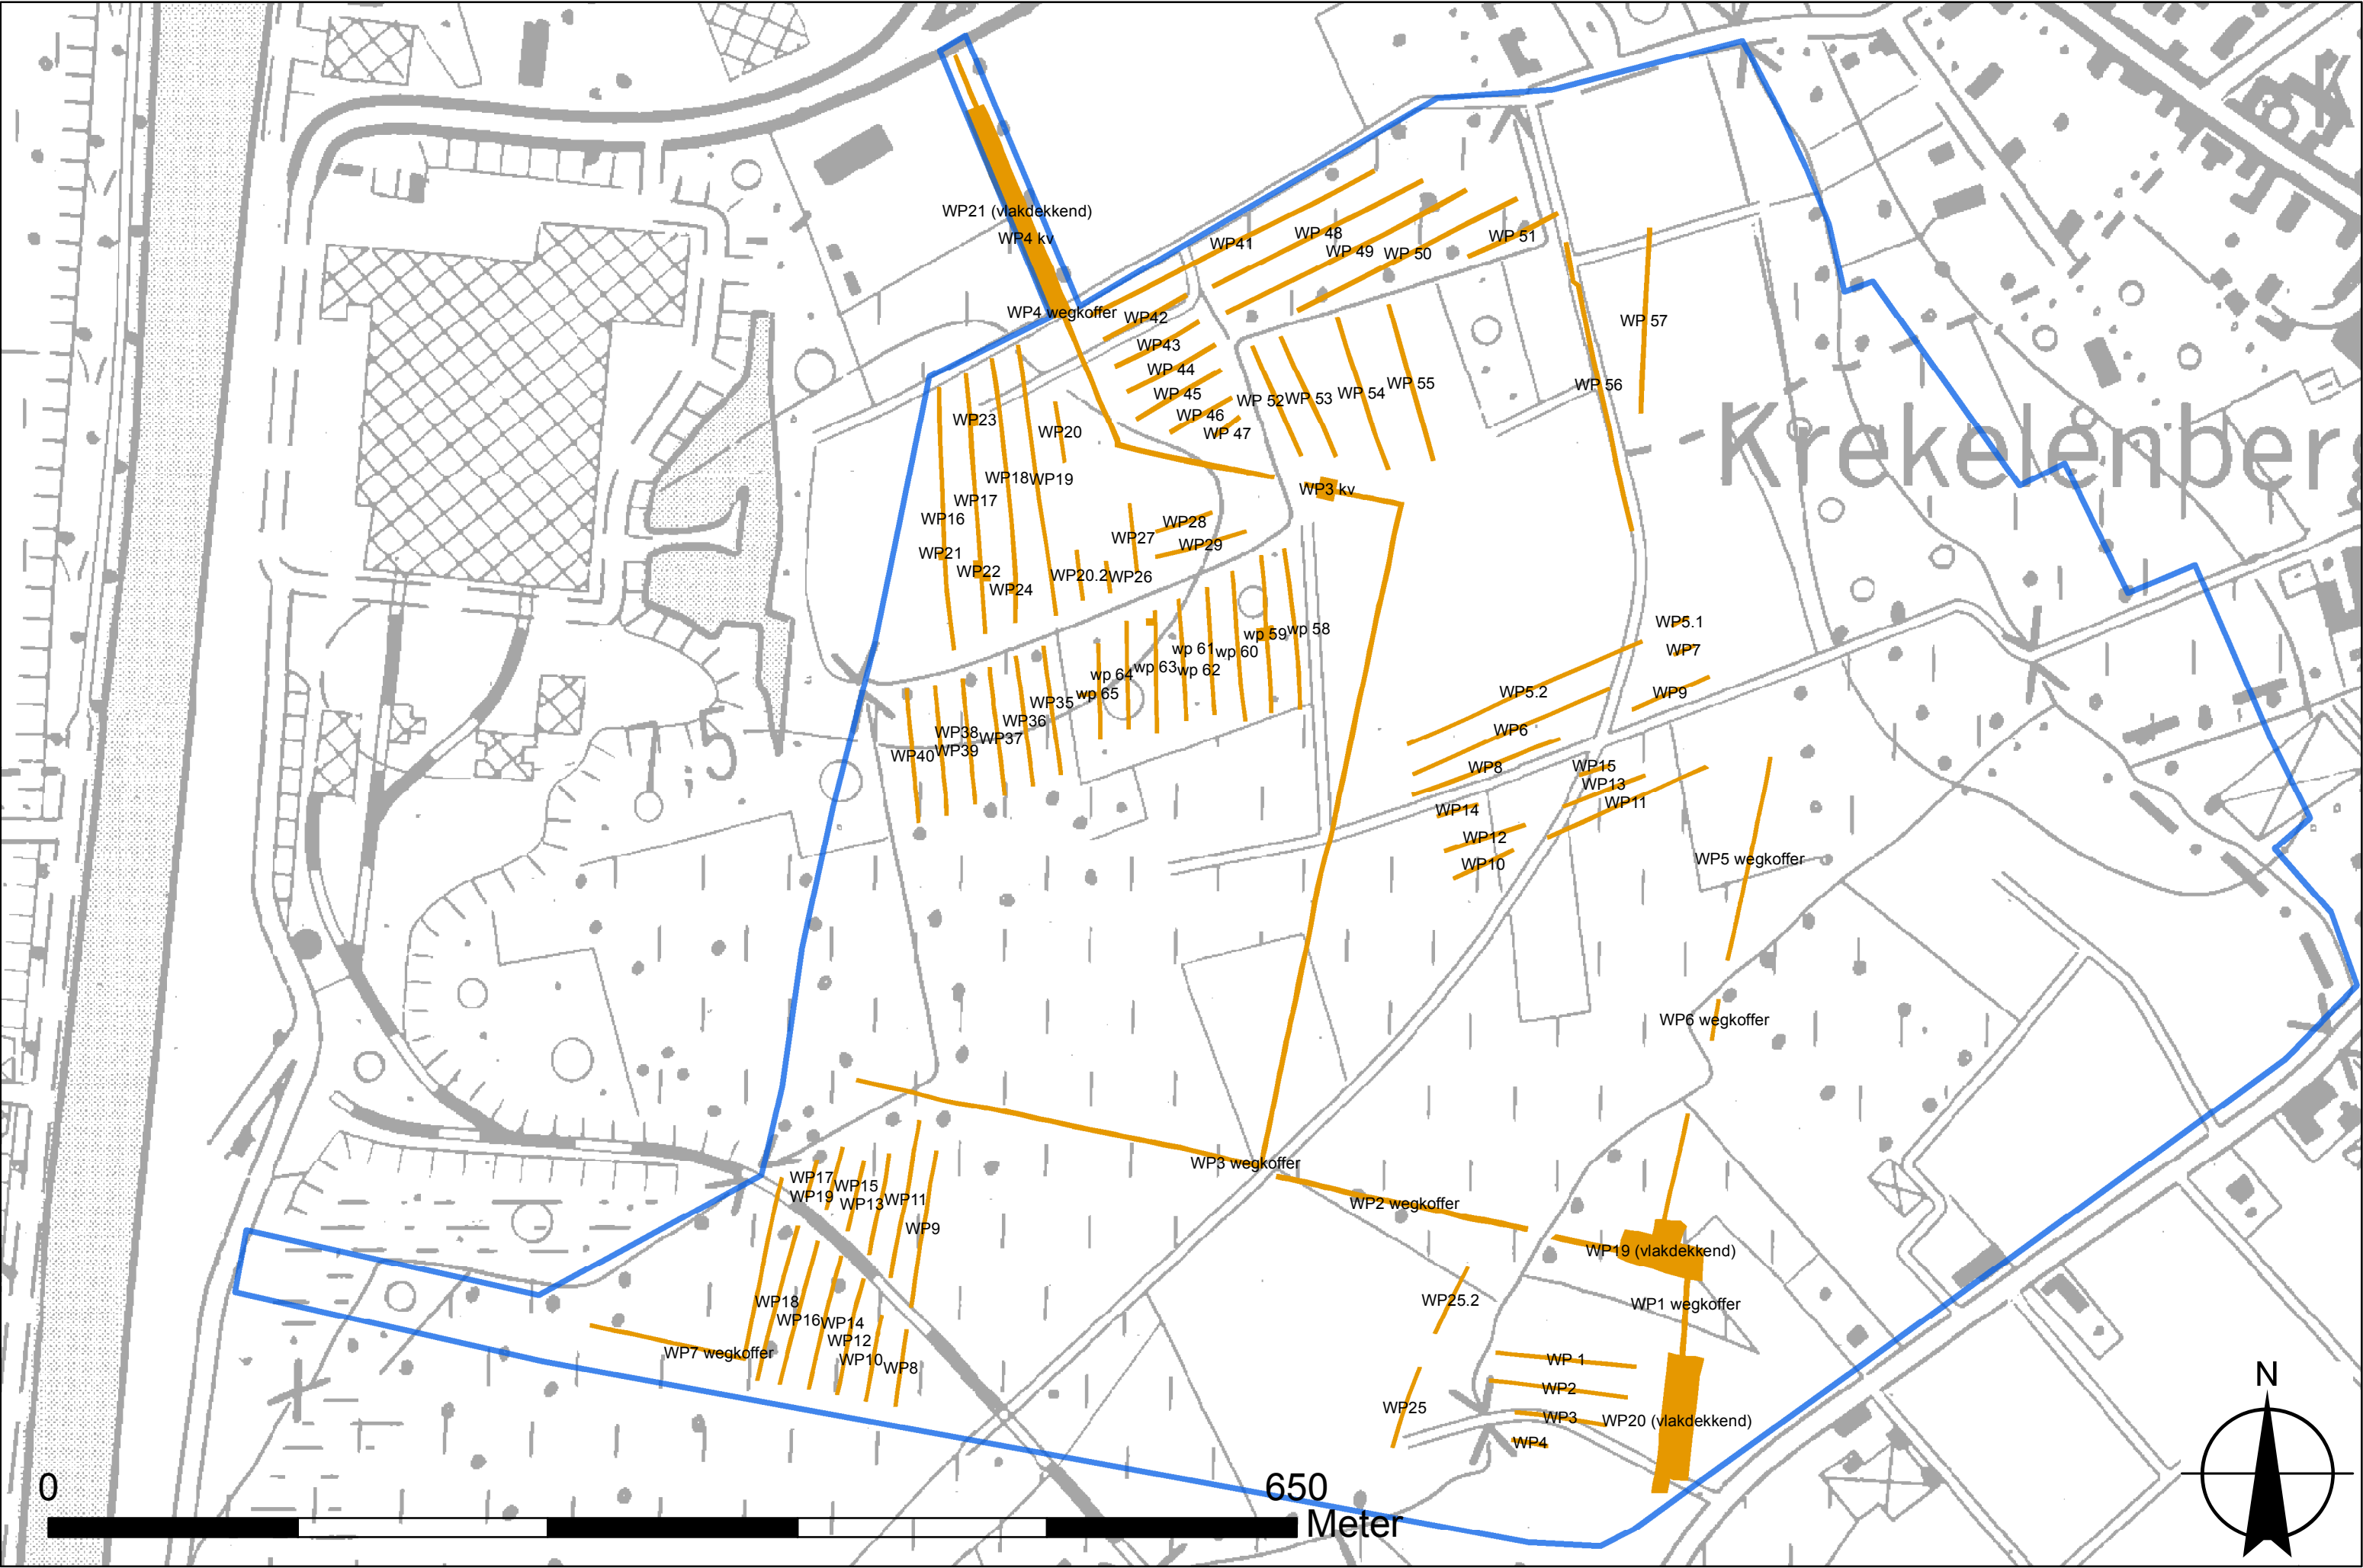 WP21 (vlakdekkend)
WP4 kv
WP4 wegkoffer
WP41
WP 48
WP 49
WP 50
WP 51
WP42
WP43
WP 44
WP 45
WP 46
WP 47
WP 52
WP 53
WP 54
WP 55
WP 56
WP 57
Krekelenber
WP23
WP20
WP18
WP19
WP17
WP16
WP21
WP22
WP24
WP20.2
WP26
WP27
WP28
WP29
WP3 kv
wp 58
wp 59
wp 60
wp 61
wp 62
wp 63
wp 64
wp 65
WP35
WP36
WP37
WP38
WP39
WP40
WP5.1
WP7
WP5.2
WP9
WP6
WP8
WP15
WP13
WP11
WP14
WP12
WP10
WP5 wegkoffer
WP6 wegkoffer
15
WP3 wegkoffer
WP2 wegkoffer
WP17
WP19
WP15
WP13
WP11
WP9
WP18
WP16
WP14
WP12
WP10
WP8
WP7 wegkoffer
WP19 (vlakdekkend)
WP1 wegkoffer
WP25.2
WP25
WP 1
WP2
WP3
WP20 (vlakdekkend)
WP4
N
0
650
Meter